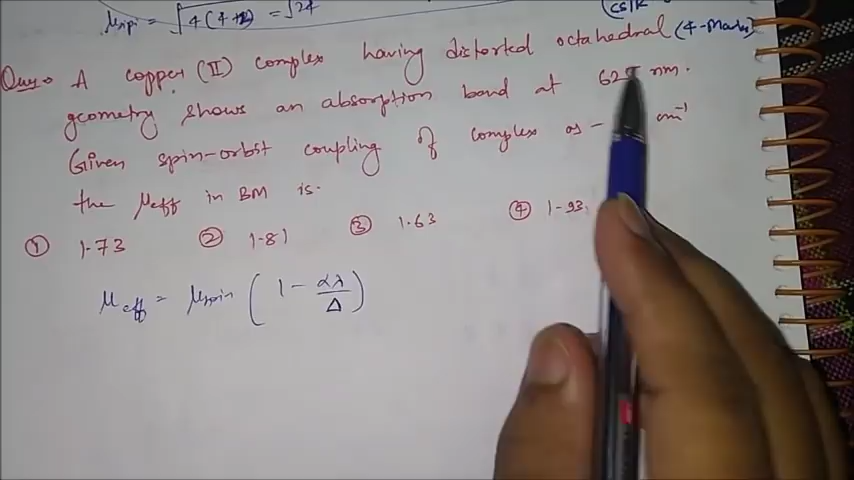 μspi = √4(4+2) = √24
(CSIR
Ques A copper (II) complex having distorted octahedral (4-Marks)
geometry shows an absorption band at 62 nm.
Given spin-orbit coupling of complex as - cm⁻¹
the μeff in BM is.
① 1.73 ② 1.81 ③ 1.63 ④ 1.93
μeff = μspin (1 - αλ/Δ)